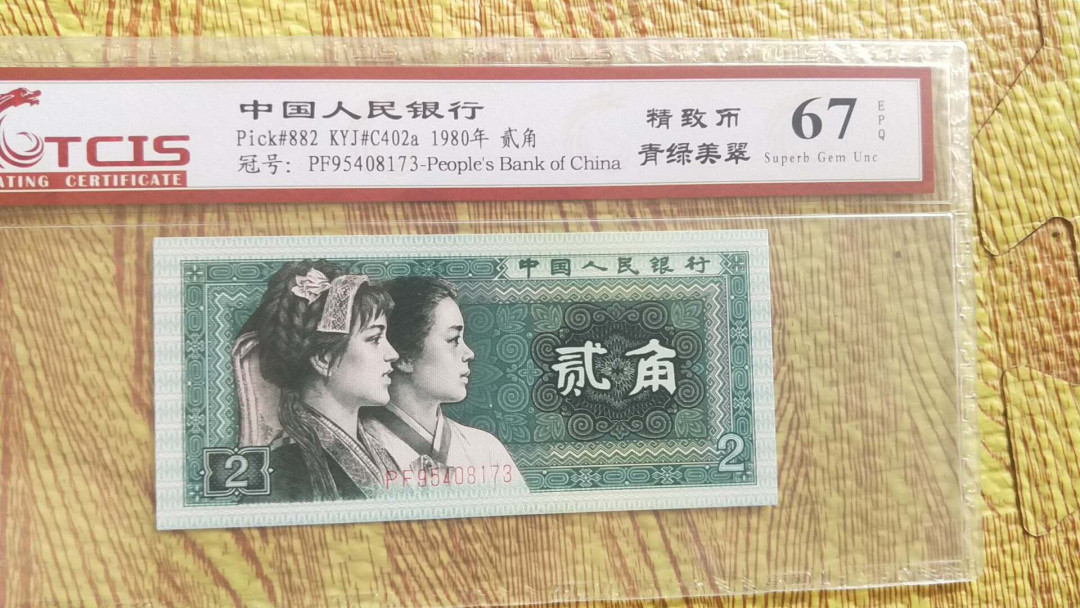 中国人民银行
Pick#882 KYJ#C402a 1980年 贰角
冠号: PF95408173-People's Bank of China
精致币
青绿美翠
67
EPQ
Superb Gem Unc
TCIS
ATING CERTIFICATE
中国人民银行
贰角
2
2
PF95408173